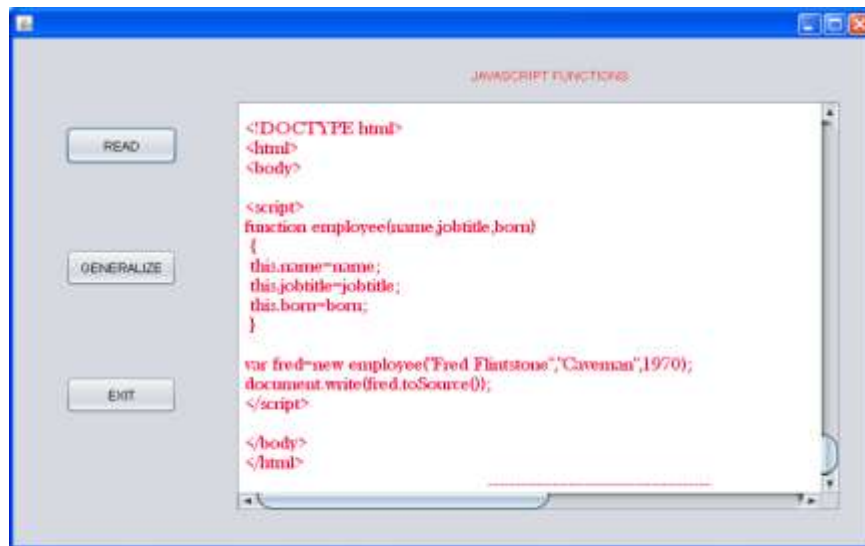 JAVASCRIPT FUNCTIONS
READ
GENERALIZE
EXIT
<!DOCTYPE html>
<html>
<body>
<script>
function employee(name,jobtitle,born)
{
this.name=name;
this.jobtitle=jobtitle;
this.born=born;
}
var fred=new employee("Fred Flintstone","Caveman",1970);
document.write(fred.toSource());
</script>
</body>
</html>